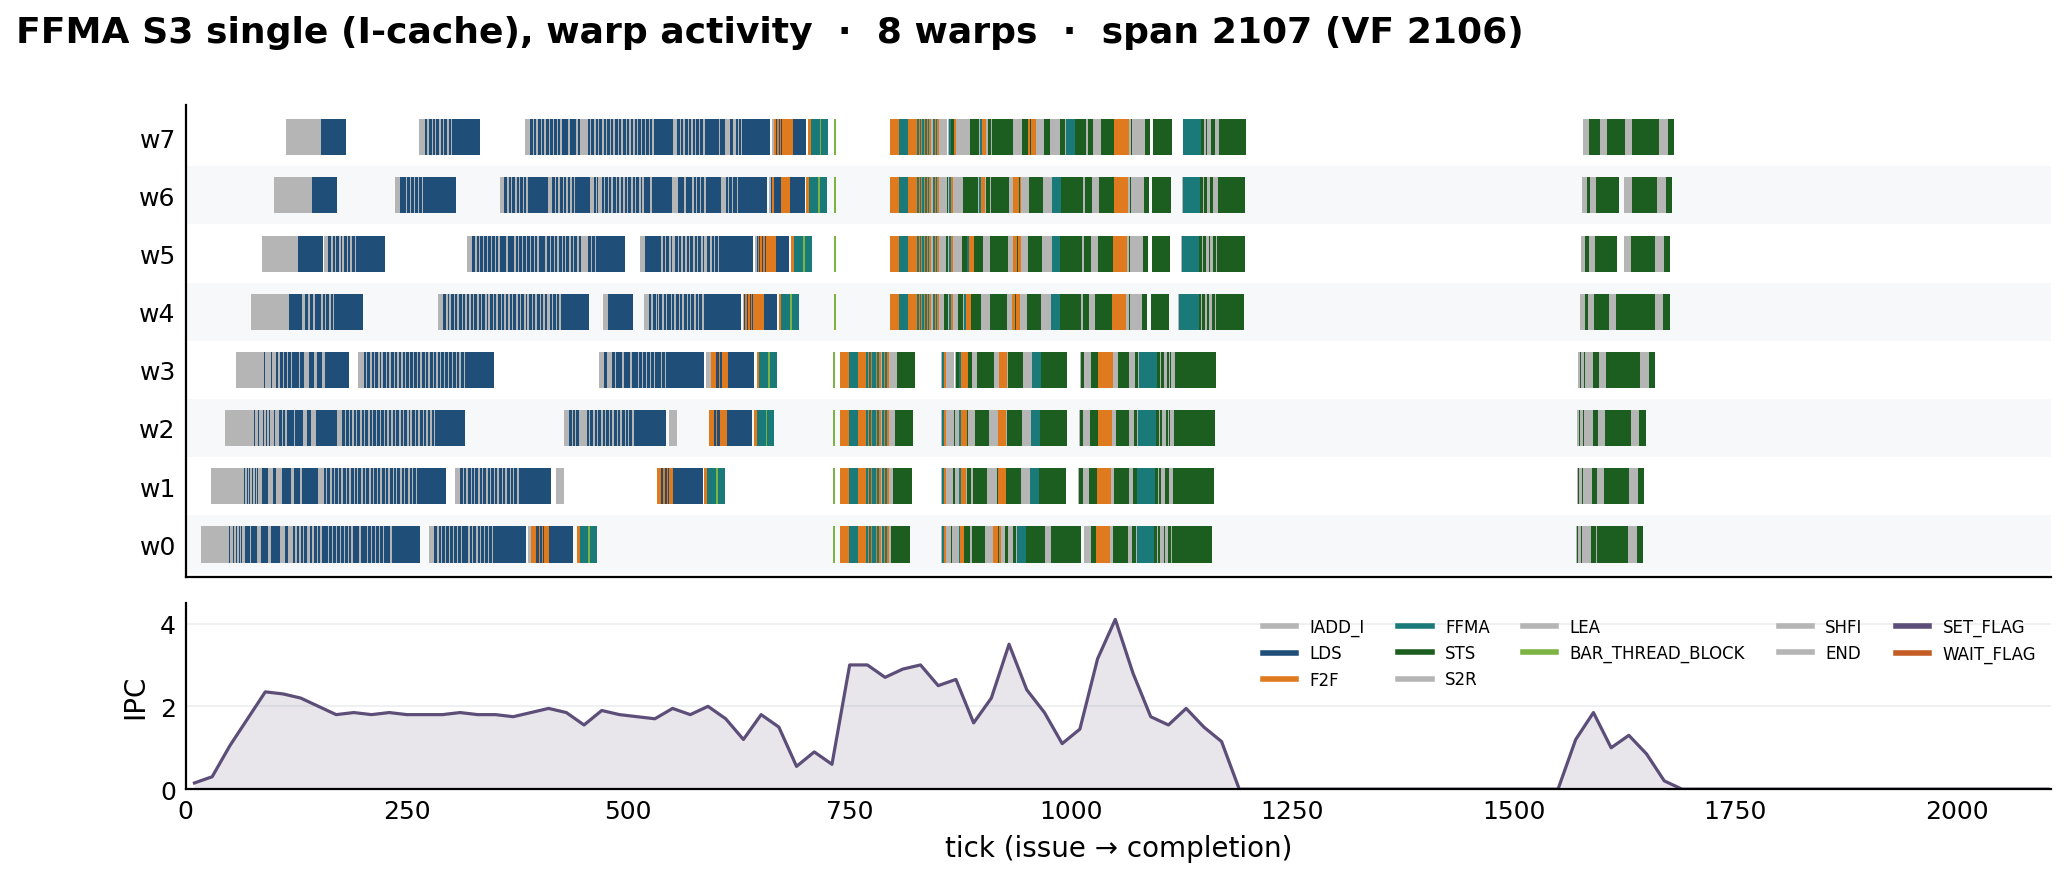 FFMA S3 single (I-cache), warp activity · 8 warps · span 2107 (VF 2106)
w7
w6
w5
w4
w3
w2
w1
w0
IPC
4
2
0
IADD_I FFMA LEA SHFI SET_FLAG
LDS STS BAR_THREAD_BLOCK END WAIT_FLAG
F2F S2R
0 250 500 750 1000 1250 1500 1750 2000
tick (issue → completion)